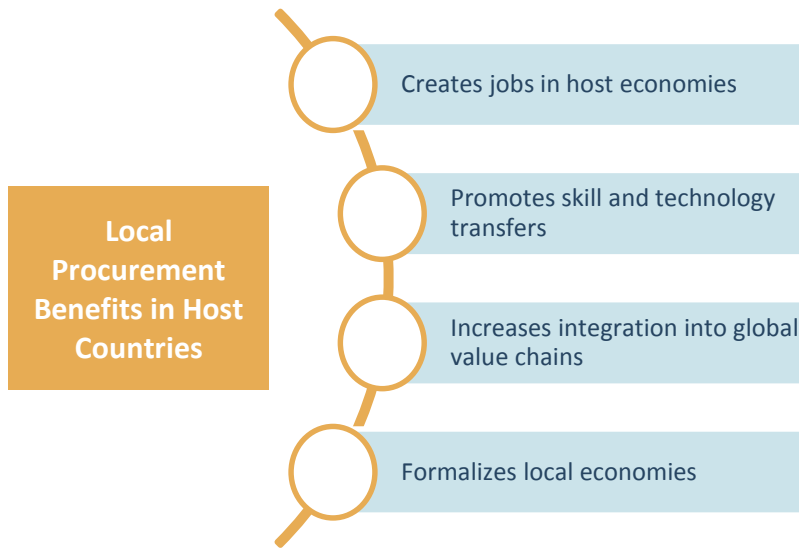 Local
Procurement
Benefits in Host
Countries
Creates jobs in host economies
Promotes skill and technology
transfers
Increases integration into global
value chains
Formalizes local economies